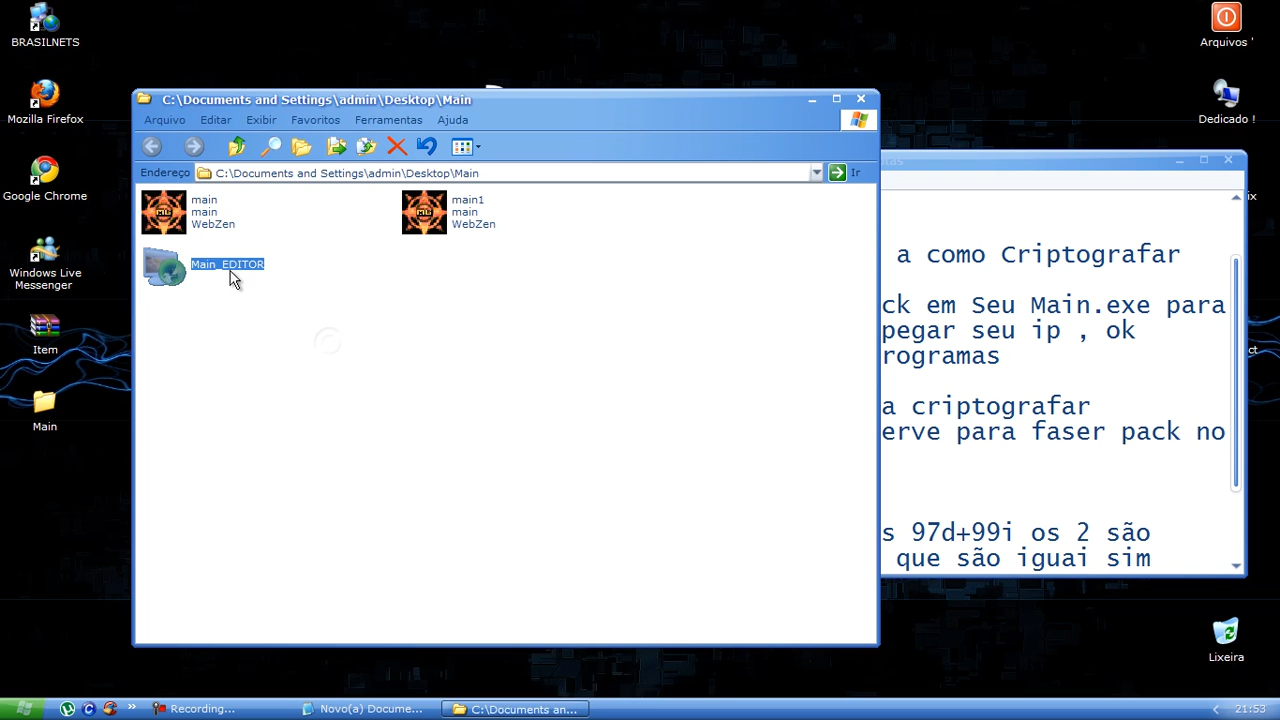 BRASILNETS
Mozilla Firefox
Google Chrome
Windows Live
Messenger
Item
Main
Arquivos '
Dedicado !
Lixeira
C:\Documents and Settings\admin\Desktop\Main
Arquivo Editar Exibir Favoritos Ferramentas Ajuda
Endereço C:\Documents and Settings\admin\Desktop\Main Ir
main
main
WebZen
main1
main
WebZen
Main_EDITOR
a como Criptografar
ck em Seu Main.exe para
pegar seu ip , ok
rogramas
a criptografar
erve para faser pack no
s 97d+99i os 2 são
que são iguai sim
Recording...
Novo(a) Docume...
C:\Documents an...
21:53